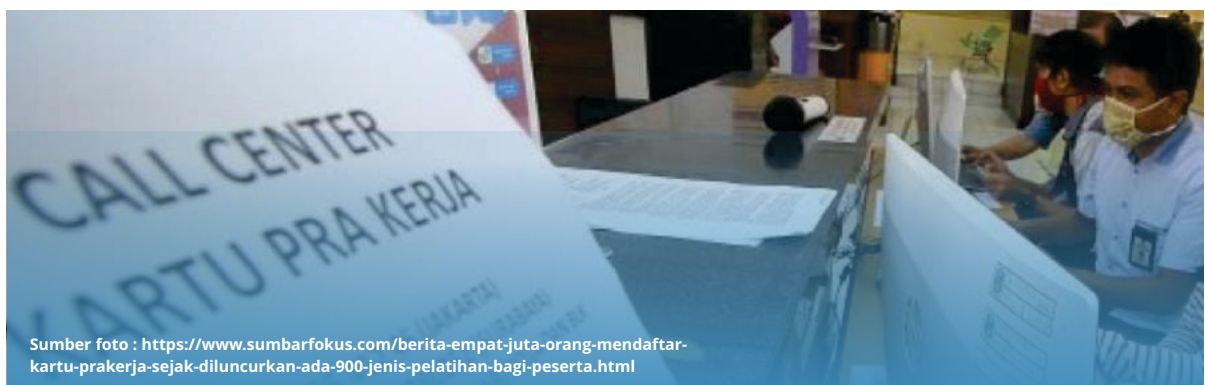 CALL CENTER
KARTU PRA KERJA
(JAKARTA)
Sumber foto : https://www.sumbarfokus.com/berita-empat-juta-orang-mendaftar-
kartu-prakerja-sejak-diluncurkan-ada-900-jenis-pelatihan-bagi-peserta.html